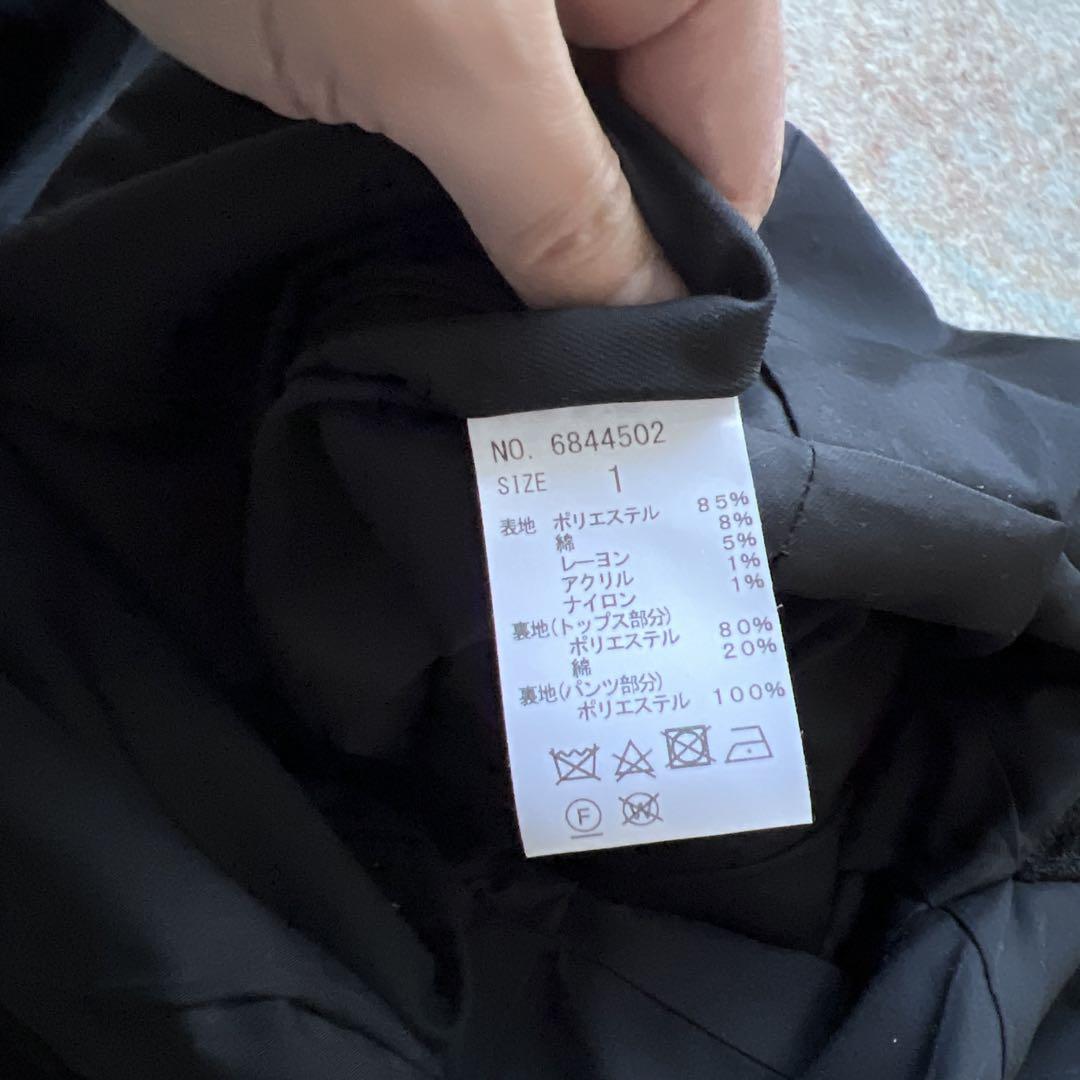 NO. 6844502
SIZE 1
表地 ポリエステル 85%
綿 8%
レーヨン 5%
アクリル 1%
ナイロン 1%
裏地(トップス部分)
ポリエステル 80%
綿 20%
裏地(パンツ部分)
ポリエステル 100%
F W